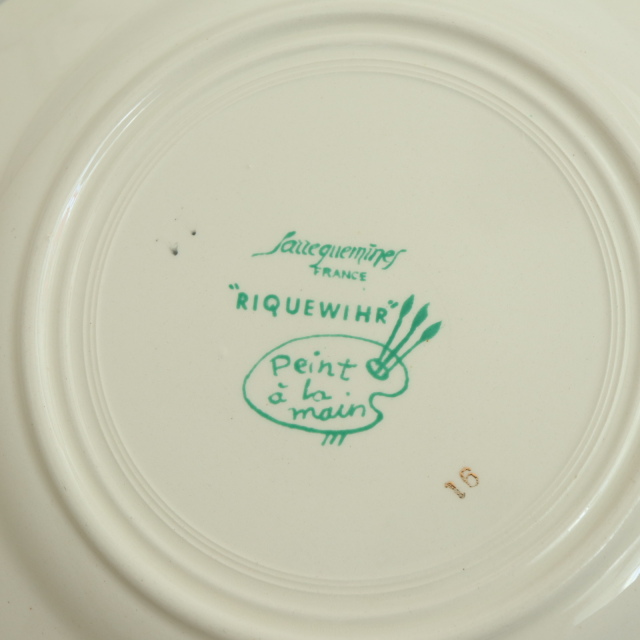 Sarreguemines
FRANCE
"RIQUEWIHR"
Peint
à la
main
16